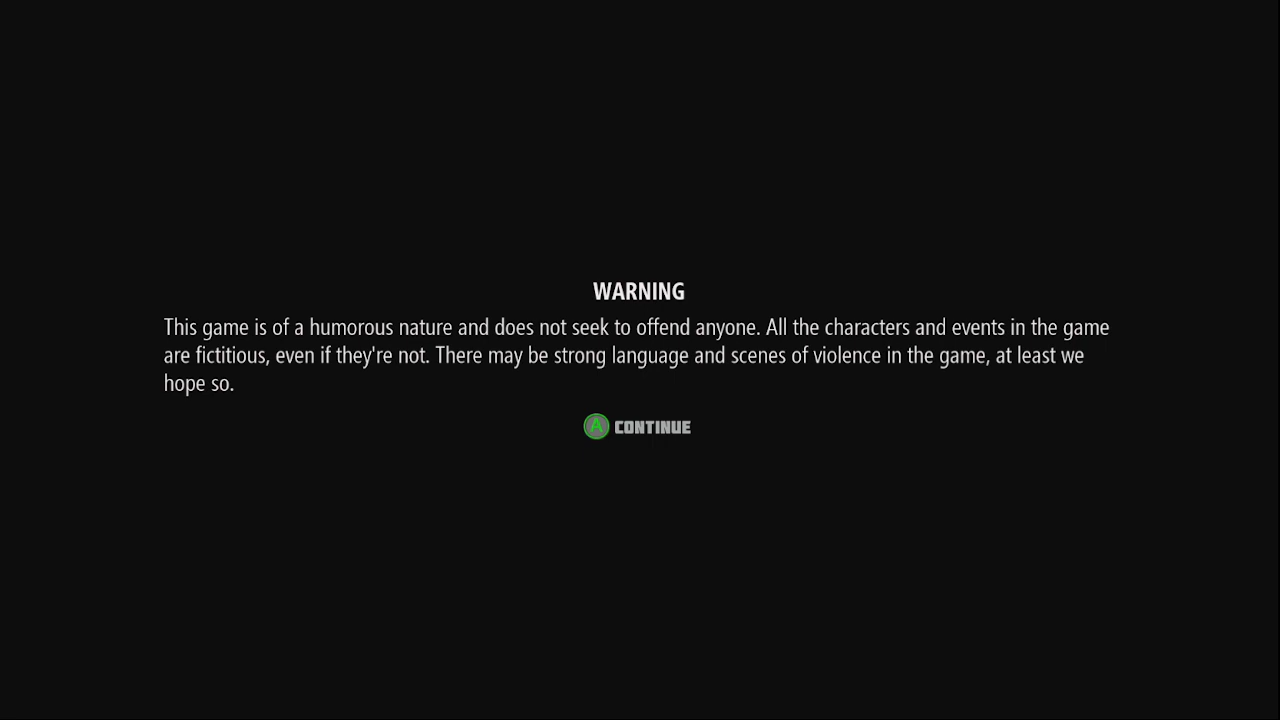 WARNING
This game is of a humorous nature and does not seek to offend anyone. All the characters and events in the game
are fictitious, even if they're not. There may be strong language and scenes of violence in the game, at least we
hope so.
A CONTINUE